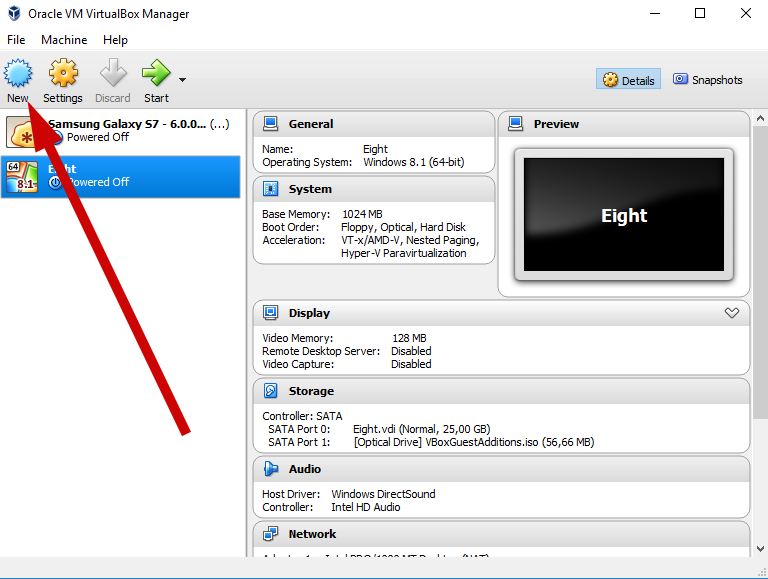 Oracle VM VirtualBox Manager
File Machine Help
New Settings Discard Start Details Snapshots
Samsung Galaxy S7 - 6.0.0... (...)
Powered Off
64
8.1
Powered Off
General
Name: Eight
Operating System: Windows 8.1 (64-bit)
System
Base Memory: 1024 MB
Boot Order: Floppy, Optical, Hard Disk
Acceleration: VT-x/AMD-V, Nested Paging,
Hyper-V Paravirtualization
Preview
Eight
Display
Video Memory: 128 MB
Remote Desktop Server: Disabled
Video Capture: Disabled
Storage
Controller: SATA
SATA Port 0: Eight.vdi (Normal, 25,00 GB)
SATA Port 1: [Optical Drive] VBoxGuestAdditions.iso (56,66 MB)
Audio
Host Driver: Windows DirectSound
Controller: Intel HD Audio
Network